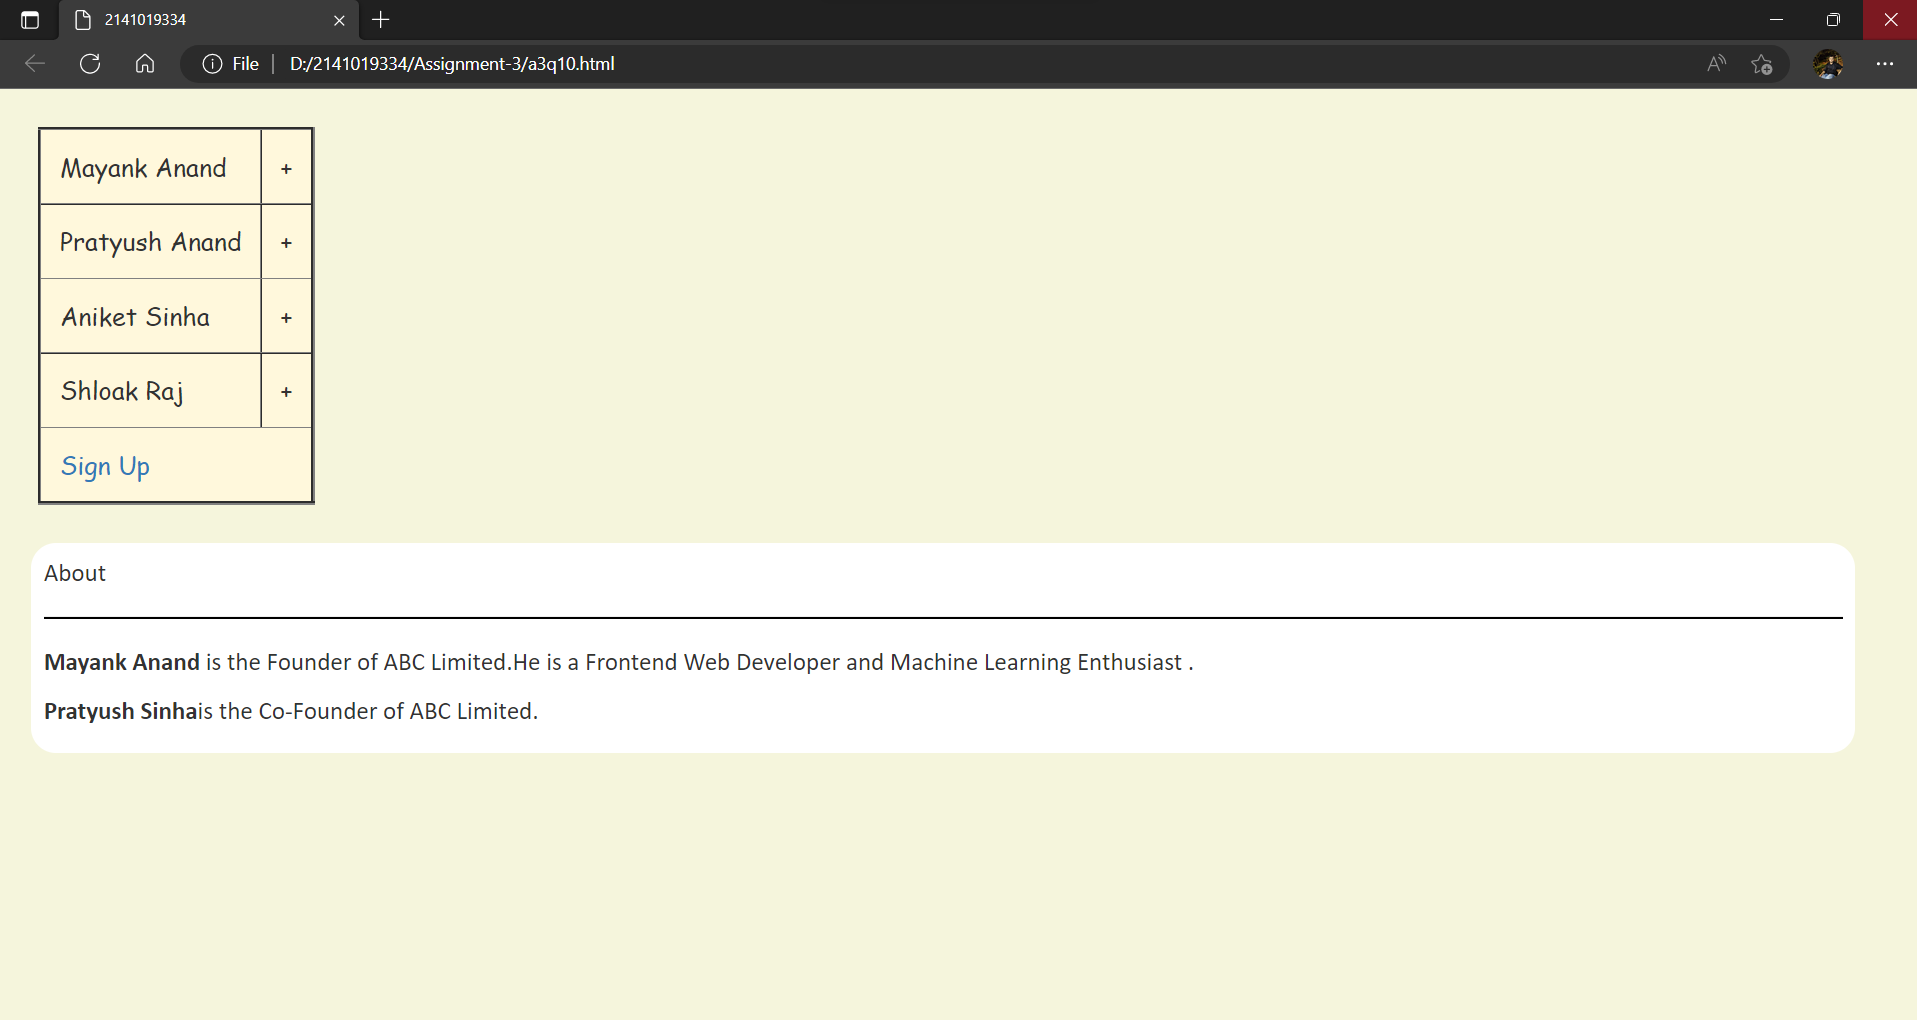 2141019334
File D:/2141019334/Assignment-3/a3q10.html
Mayank Anand +
Pratyush Anand +
Aniket Sinha +
Shloak Raj +
Sign Up
About
Mayank Anand is the Founder of ABC Limited.He is a Frontend Web Developer and Machine Learning Enthusiast .
Pratyush Sinhais the Co-Founder of ABC Limited.